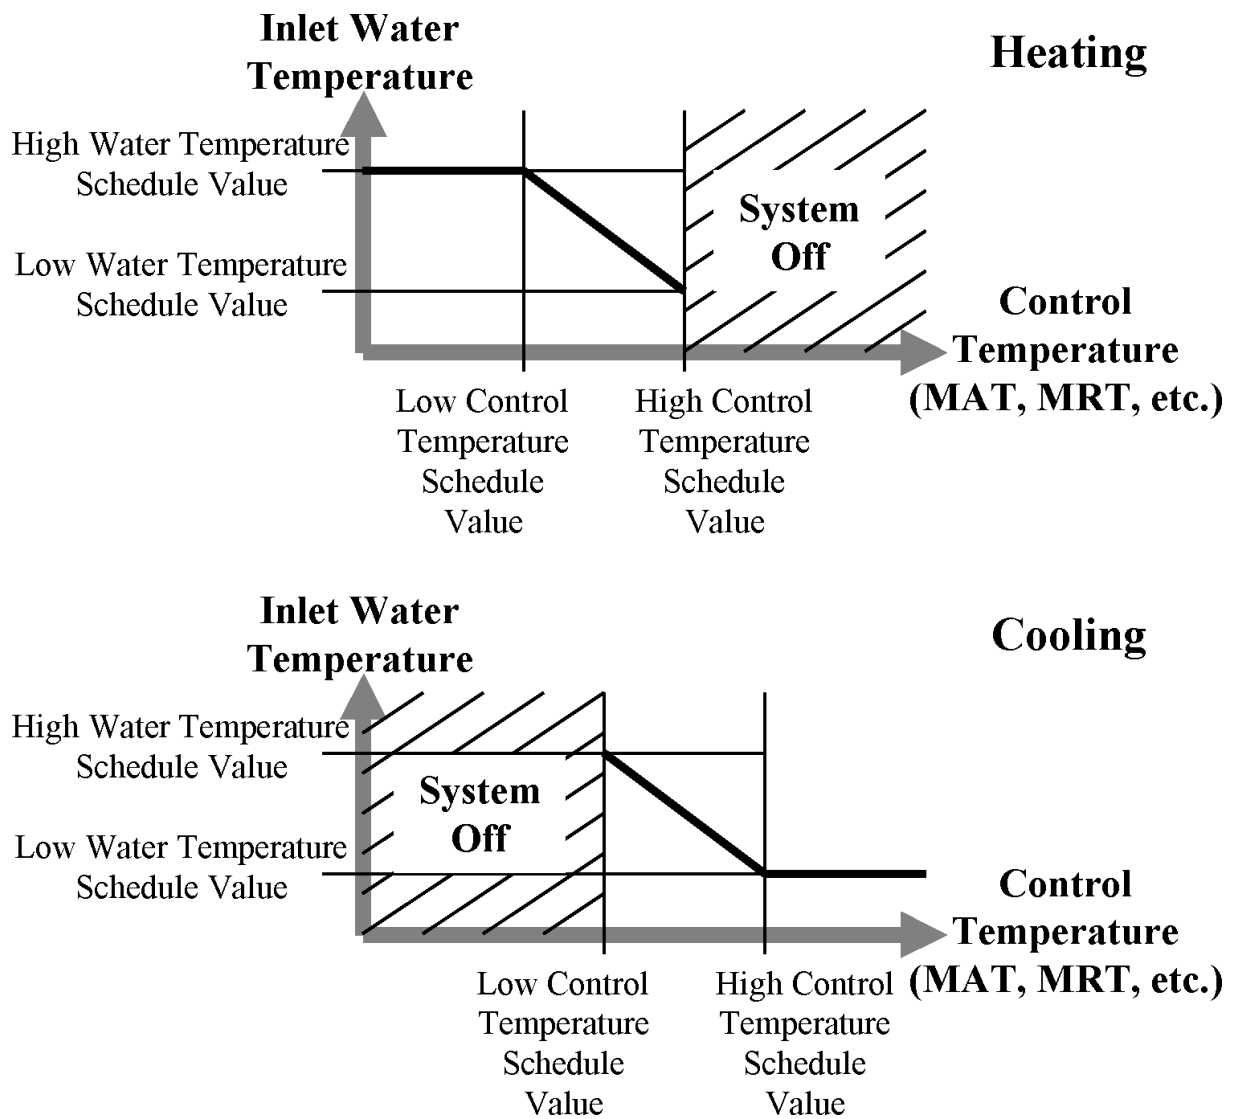 Inlet Water
Temperature
Heating
High Water Temperature
Schedule Value
System
Off
Low Water Temperature
Schedule Value
Control
Temperature
(MAT, MRT, etc.)
Low Control
Temperature
Schedule
Value
High Control
Temperature
Schedule
Value
Inlet Water
Temperature
Cooling
High Water Temperature
Schedule Value
System
Off
Low Water Temperature
Schedule Value
Control
Temperature
(MAT, MRT, etc.)
Low Control
Temperature
Schedule
Value
High Control
Temperature
Schedule
Value